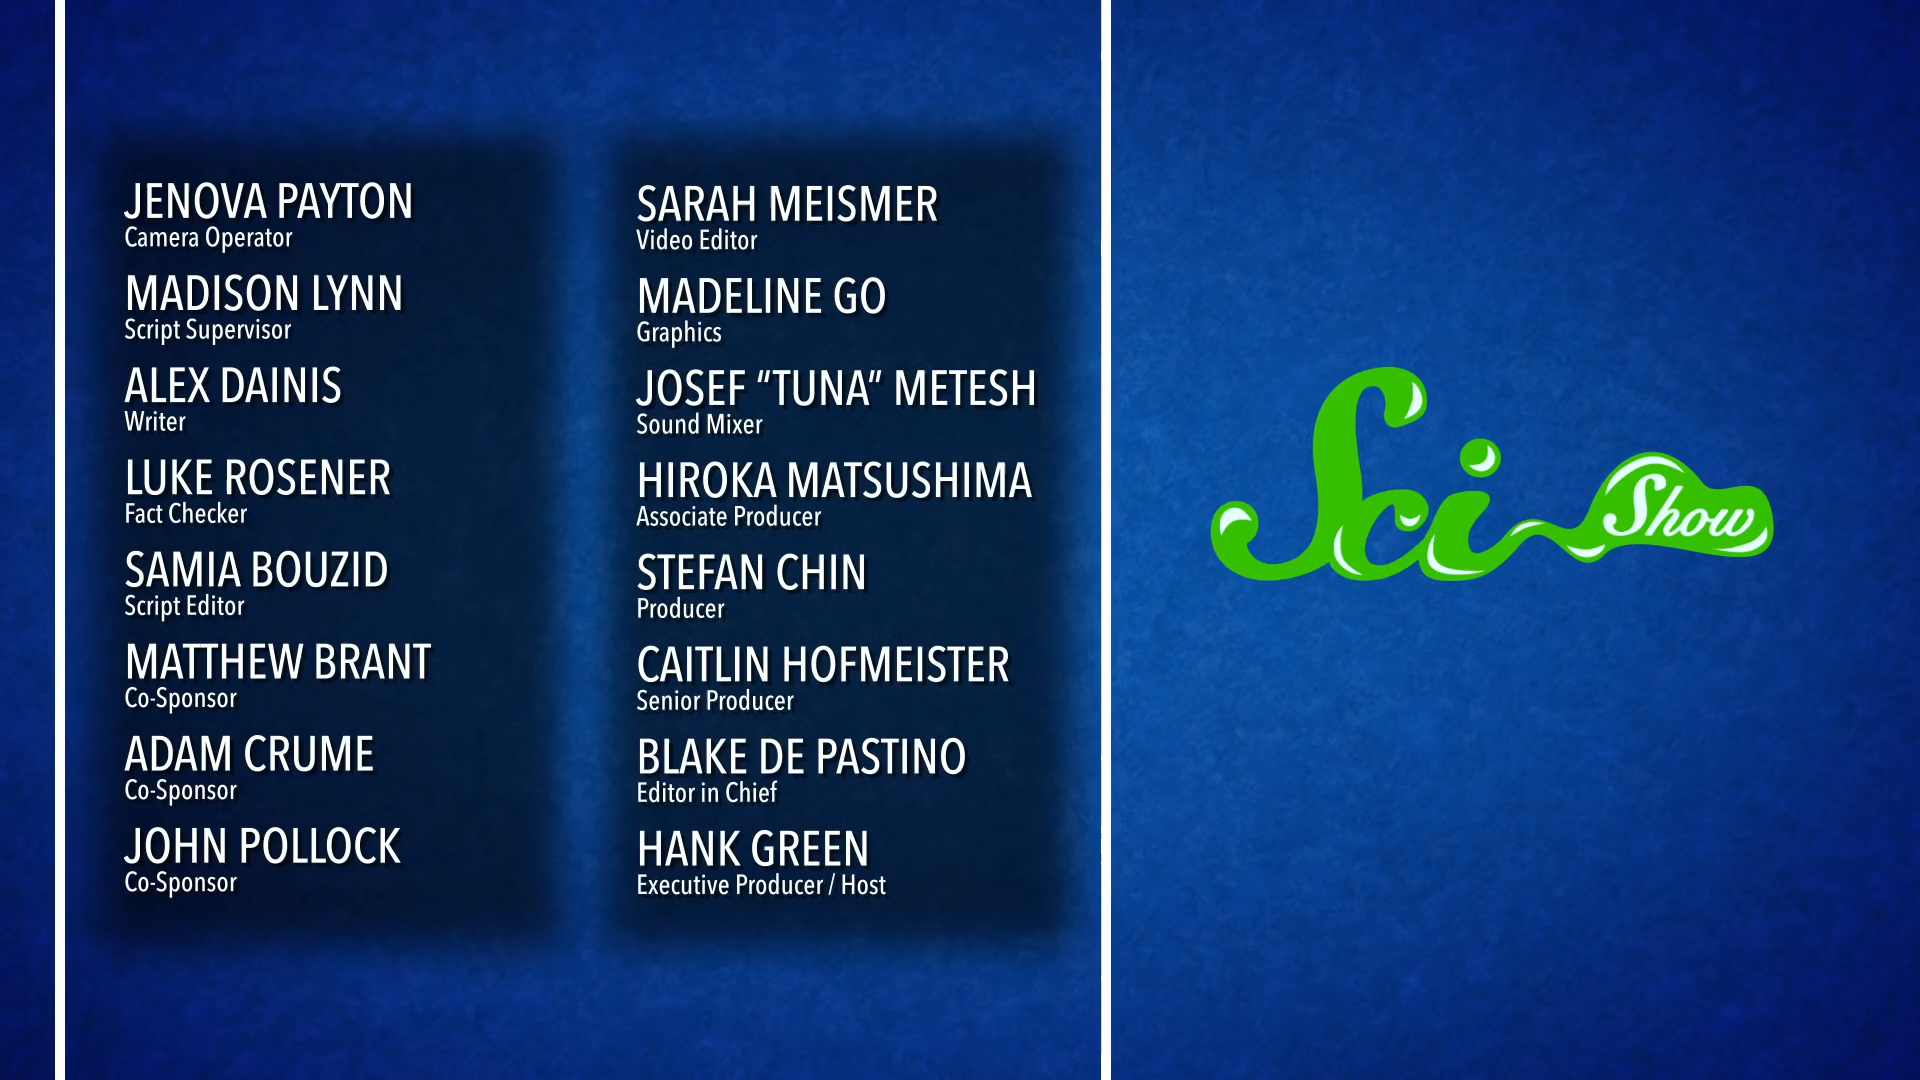 JENOVA PAYTON
Camera Operator
MADISON LYNN
Script Supervisor
ALEX DAINIS
Writer
LUKE ROSENER
Fact Checker
SAMIA BOUZID
Script Editor
MATTHEW BRANT
Co-Sponsor
ADAM CRUME
Co-Sponsor
JOHN POLLOCK
Co-Sponsor
SARAH MEISMER
Video Editor
MADELINE GO
Graphics
JOSEF “TUNA” METESH
Sound Mixer
HIROKA MATSUSHIMA
Associate Producer
STEFAN CHIN
Producer
CAITLIN HOFMEISTER
Senior Producer
BLAKE DE PASTINO
Editor in Chief
HANK GREEN
Executive Producer / Host
Sci Show